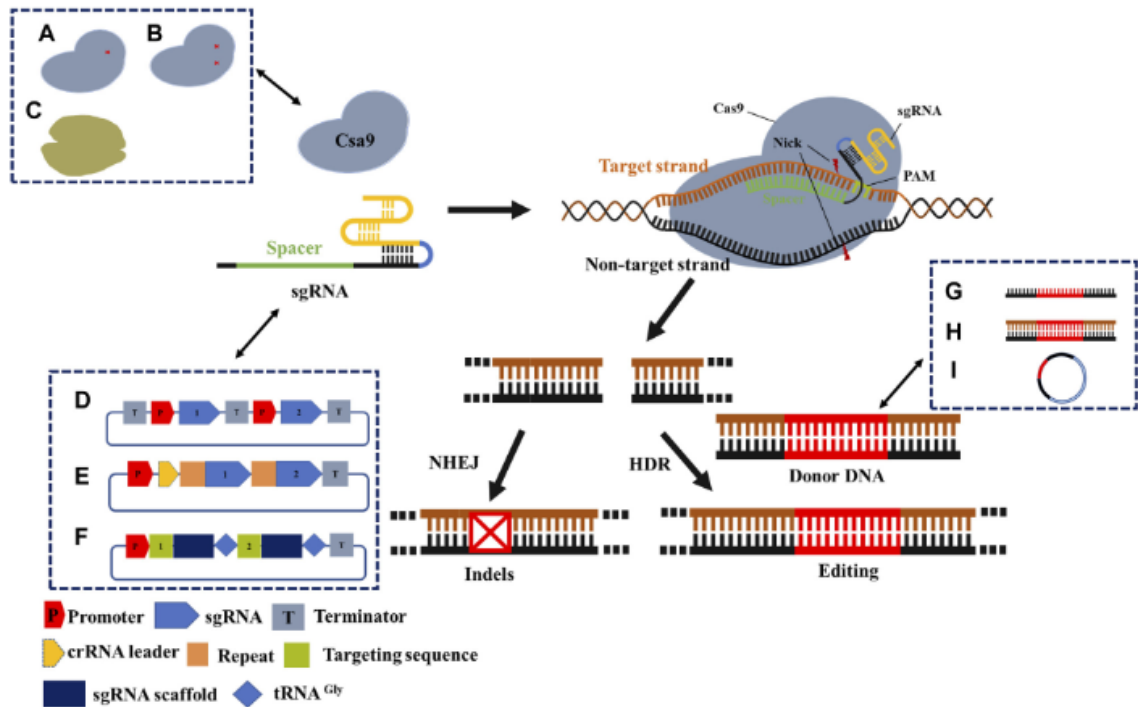 A
B
C
Csa9
Cas9
sgRNA
Nick
Target strand
PAM
Spacer
Non-target strand
Spacer
sgRNA
G
H
I
D
T P 1 T P 2 T
E
P 1 2 T
F
P 1 2 T
NHEJ
HDR
Donor DNA
Indels
Editing
P Promoter sgRNA T Terminator
crRNA leader Repeat Targeting sequence
sgRNA scaffold tRNA Gly